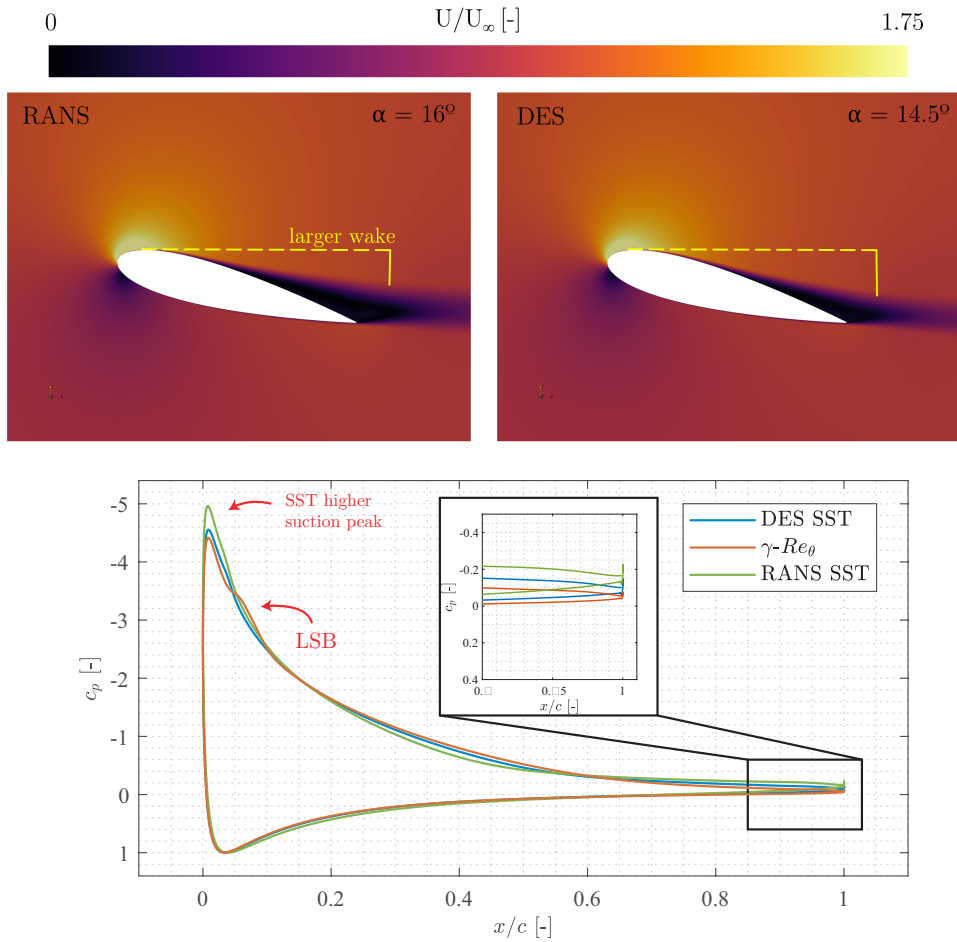 0 U/U∞ [-] 1.75
RANS α = 16º
larger wake
DES α = 14.5º
SST higher
suction peak
LSB
DES SST
γ-Reθ
RANS SST
-5
-4
-3
-2
-1
0
1
cp [-]
0 0.2 0.4 0.6 0.8 1
x/c [-]
-0.4
-0.2
0
0.2
0.4
cp [-]
1
x/c [-]